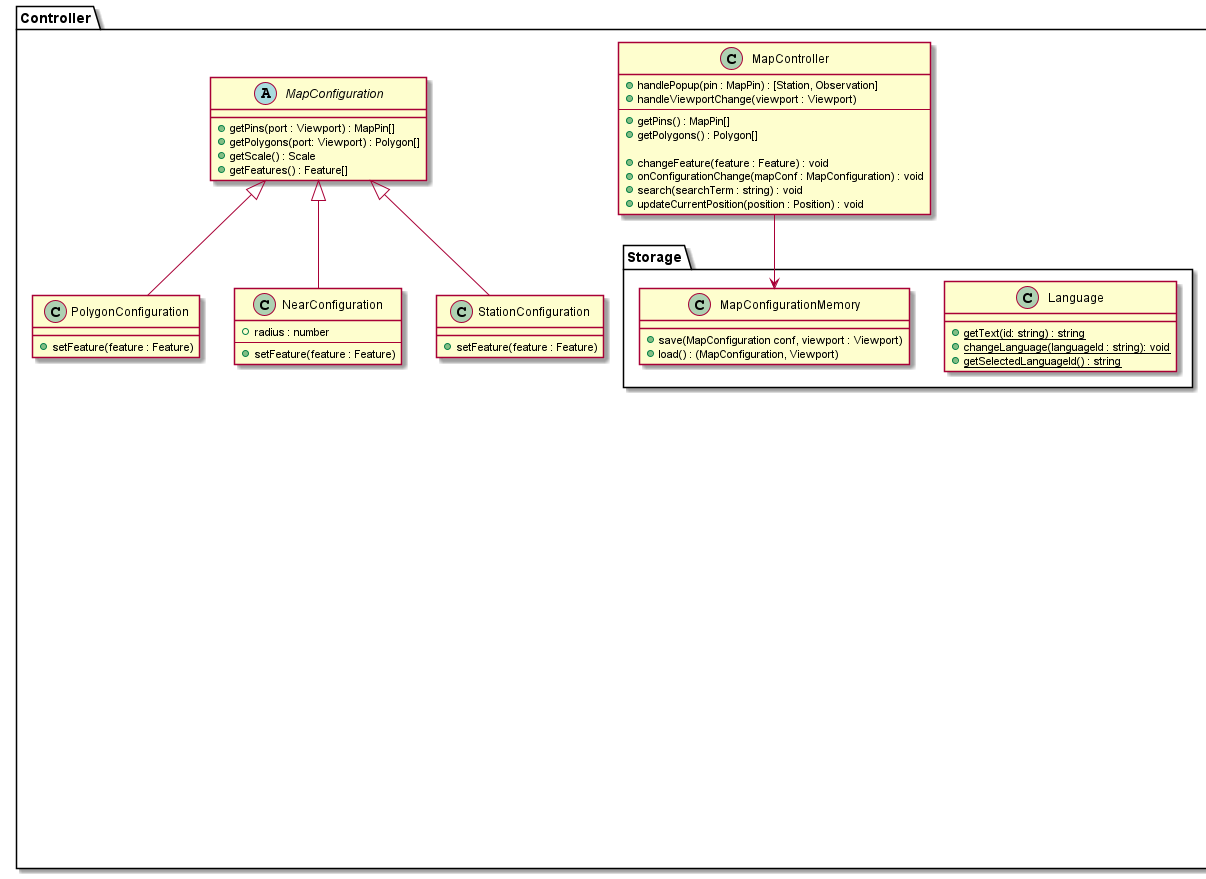 Controller
A MapConfiguration
getPins(port : Viewport) : MapPin[]
getPolygons(port: Viewport) : Polygon[]
getScale() : Scale
getFeatures() : Feature[]
C MapController
handlePopup(pin : MapPin) : [Station, Observation]
handleViewportChange(viewport : Viewport)
getPins() : MapPin[]
getPolygons() : Polygon[]
changeFeature(feature : Feature) : void
onConfigurationChange(mapConf : MapConfiguration) : void
search(searchTerm : string) : void
updateCurrentPosition(position : Position) : void
C PolygonConfiguration
setFeature(feature : Feature)
C NearConfiguration
radius : number
setFeature(feature : Feature)
C StationConfiguration
setFeature(feature : Feature)
Storage
C MapConfigurationMemory
save(MapConfiguration conf, viewport : Viewport)
load() : (MapConfiguration, Viewport)
C Language
getText(id: string) : string
changeLanguage(languageId : string): void
getSelectedLanguageId() : string